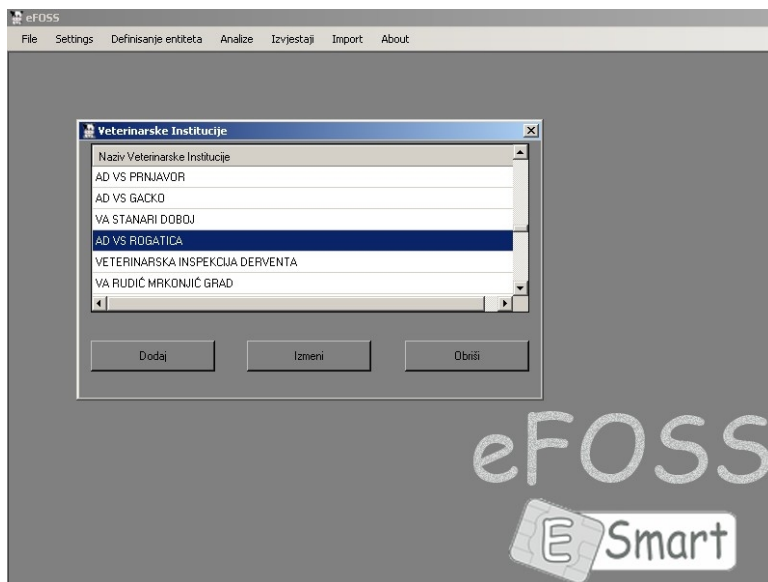 eFOSS
File Settings Definisanje entiteta Analize Izvjestaji Import About
Veterinarske Institucije
Naziv Veterinarske Institucije
AD VS PRNJAVOR
AD VS GACKO
VA STANARI DOBOJ
AD VS ROGATICA
VETERINARSKA INSPEKCIJA DERVENTA
VA RUDIĆ MRKONJIĆ GRAD
Dodaj Izmeni Obriši
eFOSS
E Smart